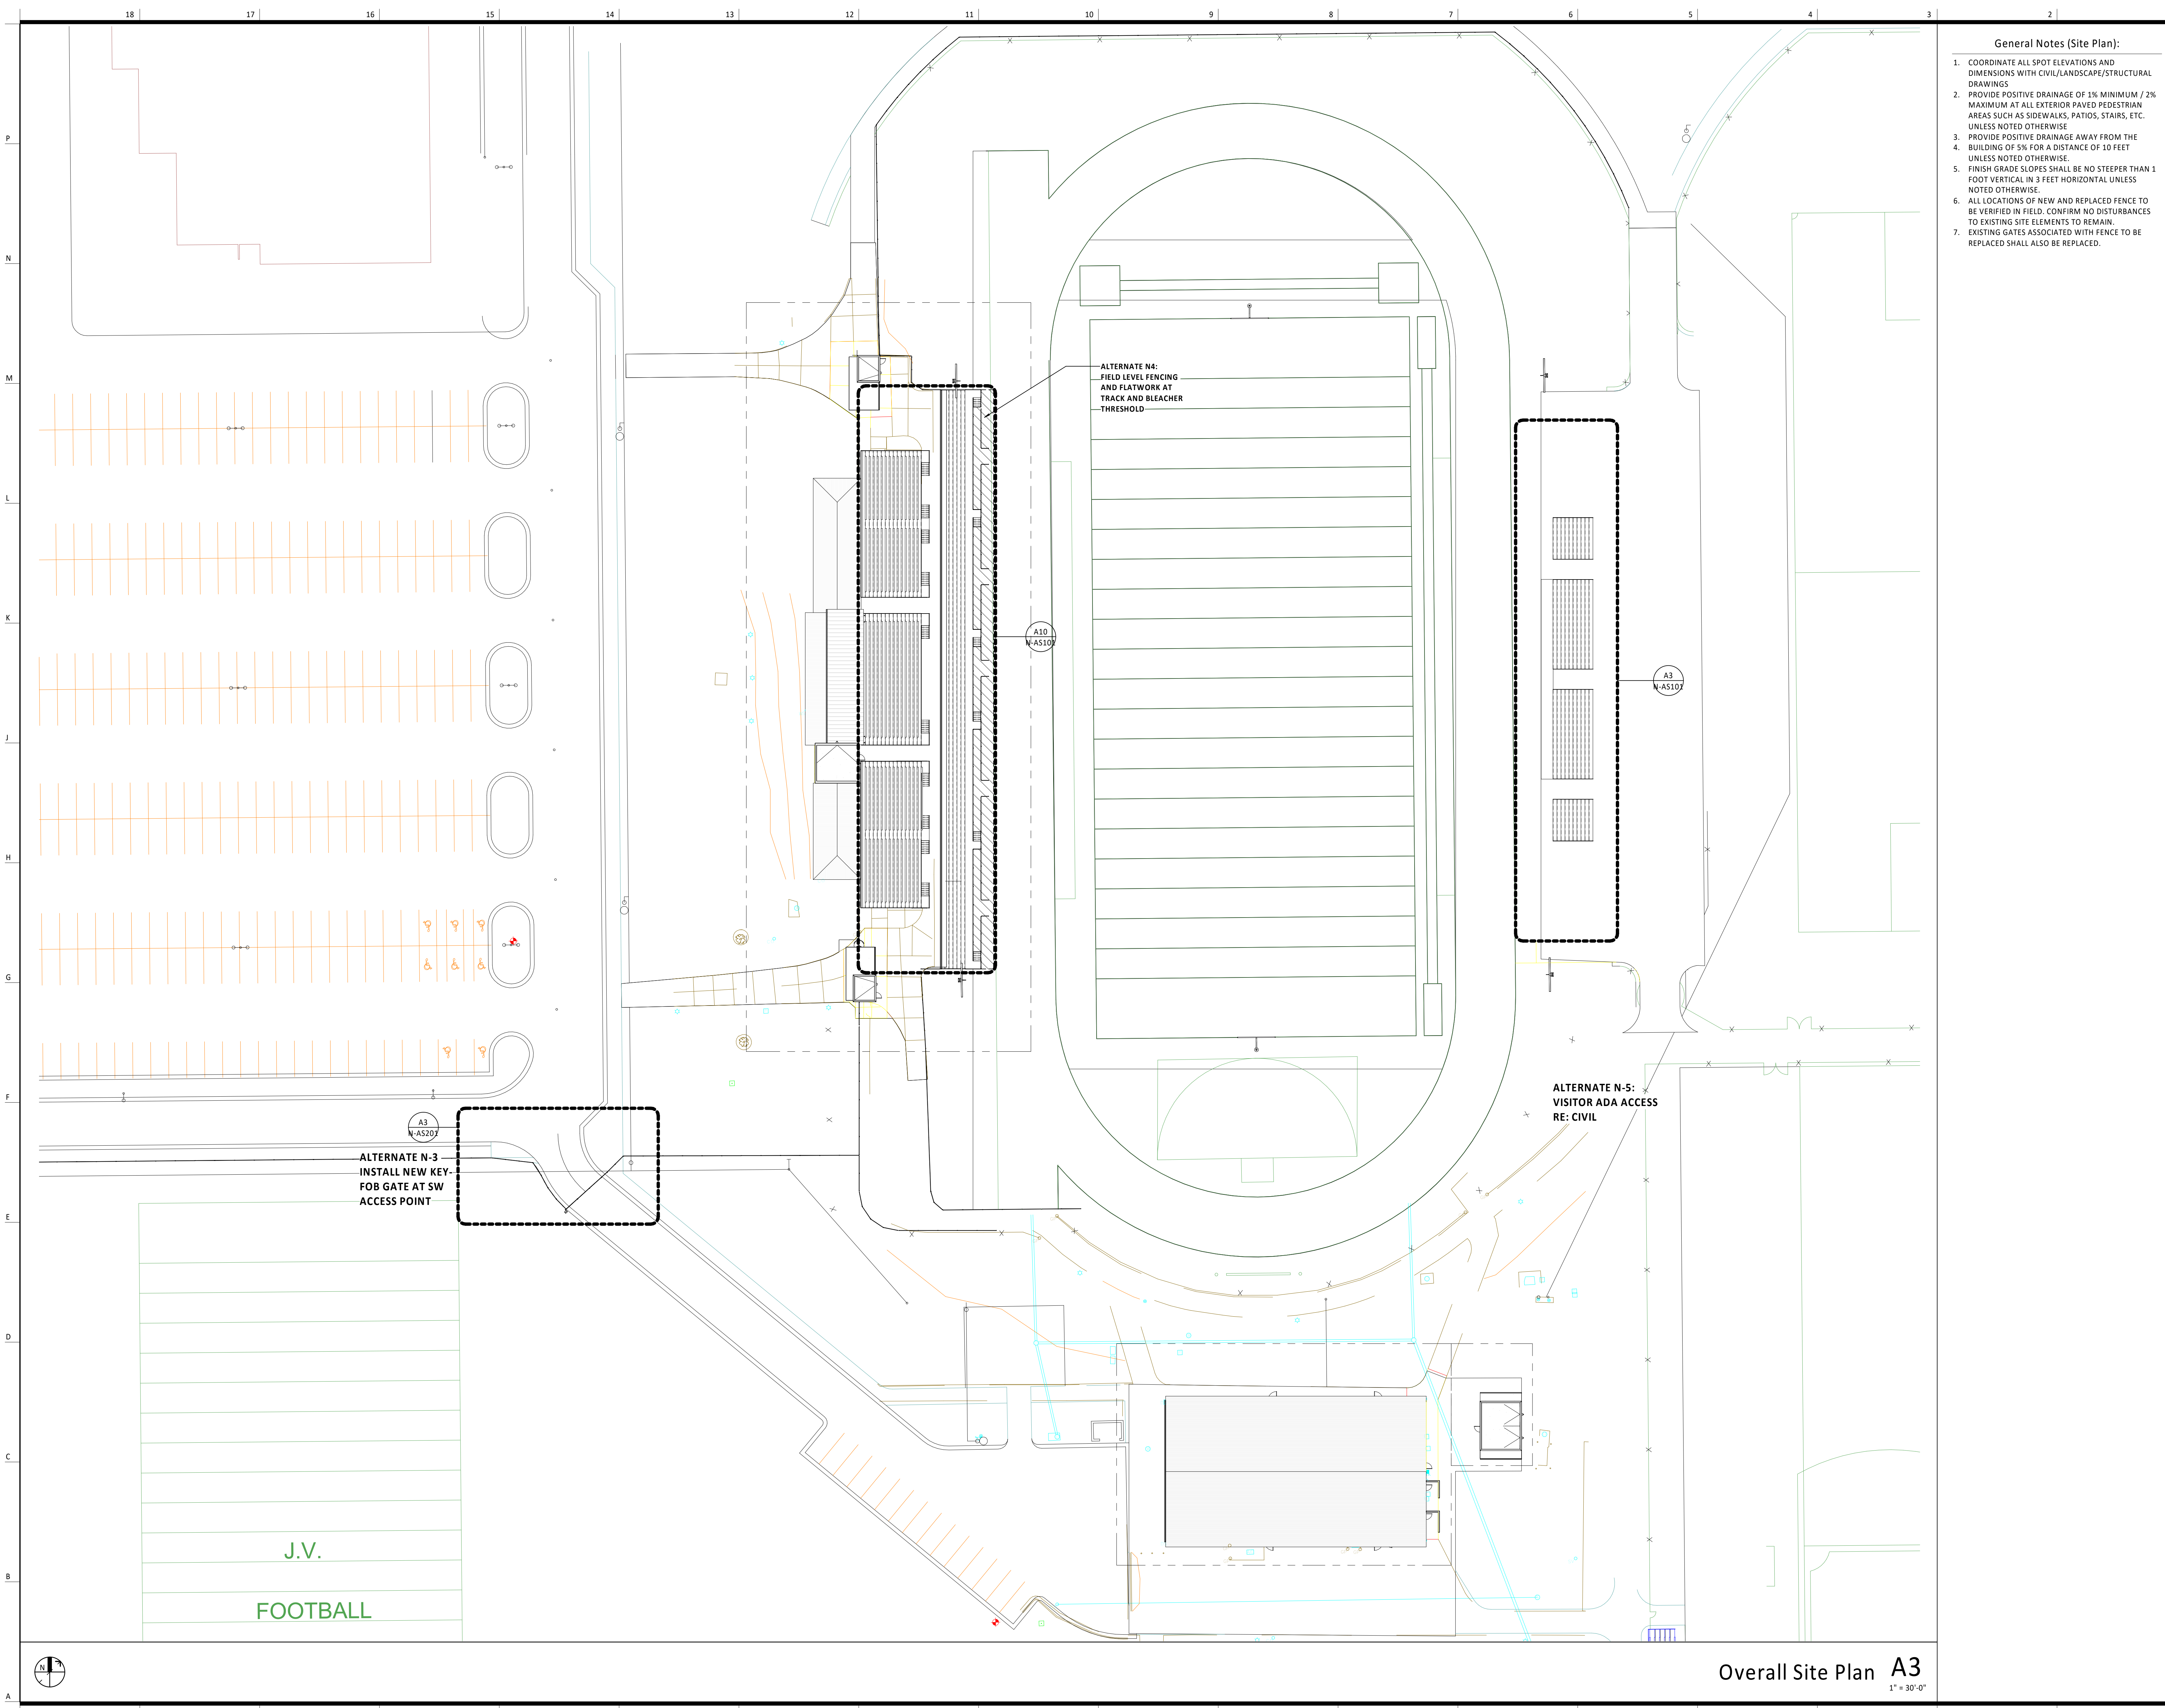 18 17 16 15 14 13 12 11 10 9 8 7 6 5 4 3 2
General Notes (Site Plan):
1. COORDINATE ALL SPOT ELEVATIONS AND
DIMENSIONS WITH CIVIL/LANDSCAPE/STRUCTURAL
DRAWINGS
2. PROVIDE POSITIVE DRAINAGE OF 1% MINIMUM / 2%
MAXIMUM AT ALL EXTERIOR PAVED PEDESTRIAN
AREAS SUCH AS SIDEWALKS, PATIOS, STAIRS, ETC.
UNLESS NOTED OTHERWISE
3. PROVIDE POSITIVE DRAINAGE AWAY FROM THE
4. BUILDING OF 5% FOR A DISTANCE OF 10 FEET
UNLESS NOTED OTHERWISE.
5. FINISH GRADE SLOPES SHALL BE NO STEEPER THAN 1
FOOT VERTICAL IN 3 FEET HORIZONTAL UNLESS
NOTED OTHERWISE.
6. ALL LOCATIONS OF NEW AND REPLACED FENCE TO
BE VERIFIED IN FIELD. CONFIRM NO DISTURBANCES
TO EXISTING SITE ELEMENTS TO REMAIN.
7. EXISTING GATES ASSOCIATED WITH FENCE TO BE
REPLACED SHALL ALSO BE REPLACED.
P
N
M
L
K
J
H
G
F
E
D
C
B
A
ALTERNATE N4:
FIELD LEVEL FENCING
AND FLATWORK AT
TRACK AND BLEACHER
THRESHOLD
A10
N-AS101
A3
N-AS101
ALTERNATE N-5:
VISITOR ADA ACCESS
RE: CIVIL
A3
N-AS201
ALTERNATE N-3
INSTALL NEW KEY-
FOB GATE AT SW
ACCESS POINT
J.V.
FOOTBALL
N
Overall Site Plan A3
1" = 30'-0"